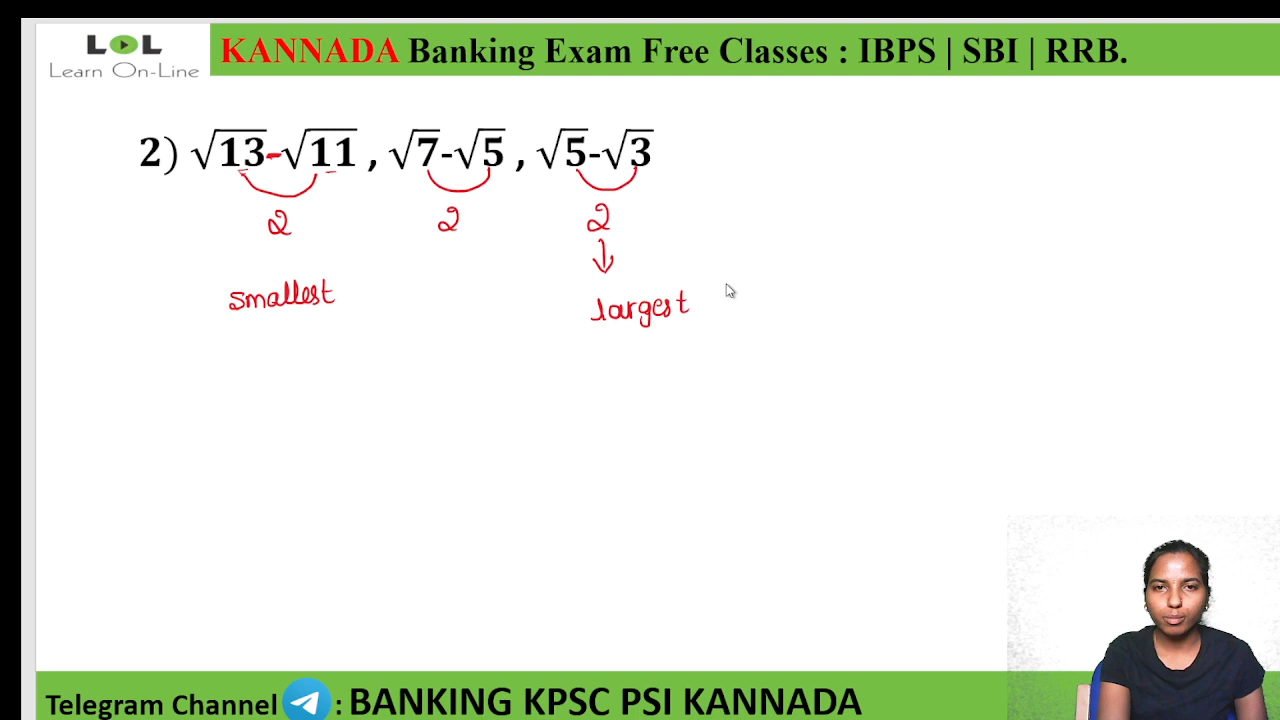 LOL
Learn On-Line
KANNADA Banking Exam Free Classes : IBPS | SBI | RRB.
2) √13-√11 , √7-√5 , √5-√3
2 2 2
↓
smallest largest
Telegram Channel : BANKING KPSC PSI KANNADA